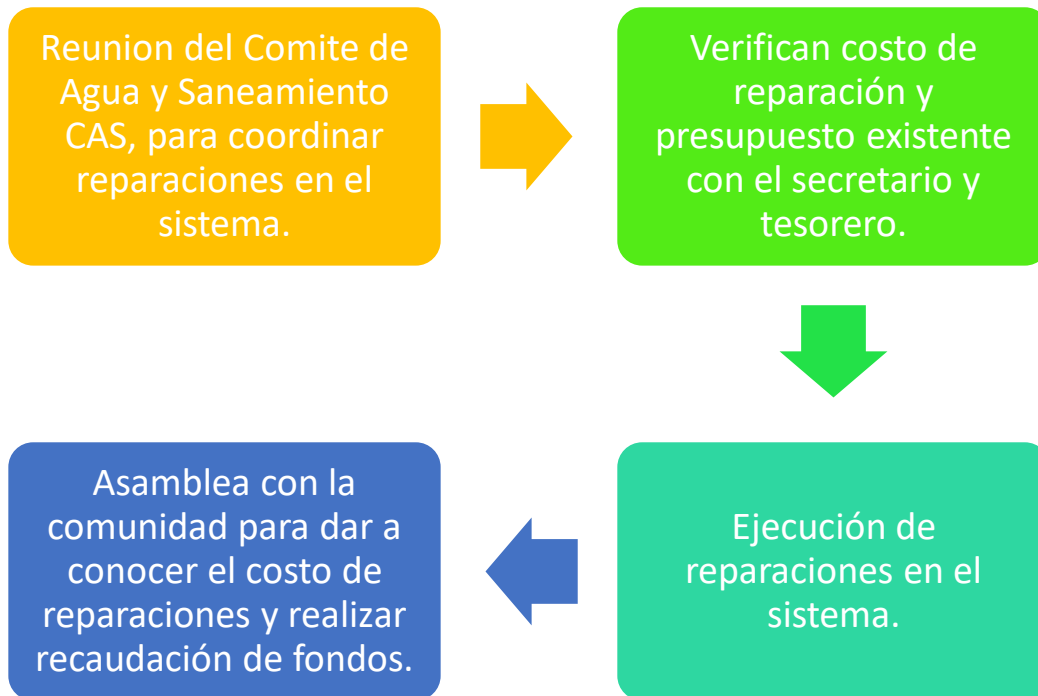 Reunion del Comite de
Agua y Saneamiento
CAS, para coordinar
reparaciones en el
sistema.
Verifican costo de
reparación y
presupuesto existente
con el secretario y
tesorero.
Ejecución de
reparaciones en el
sistema.
Asamblea con la
comunidad para dar a
conocer el costo de
reparaciones y realizar
recaudación de fondos.